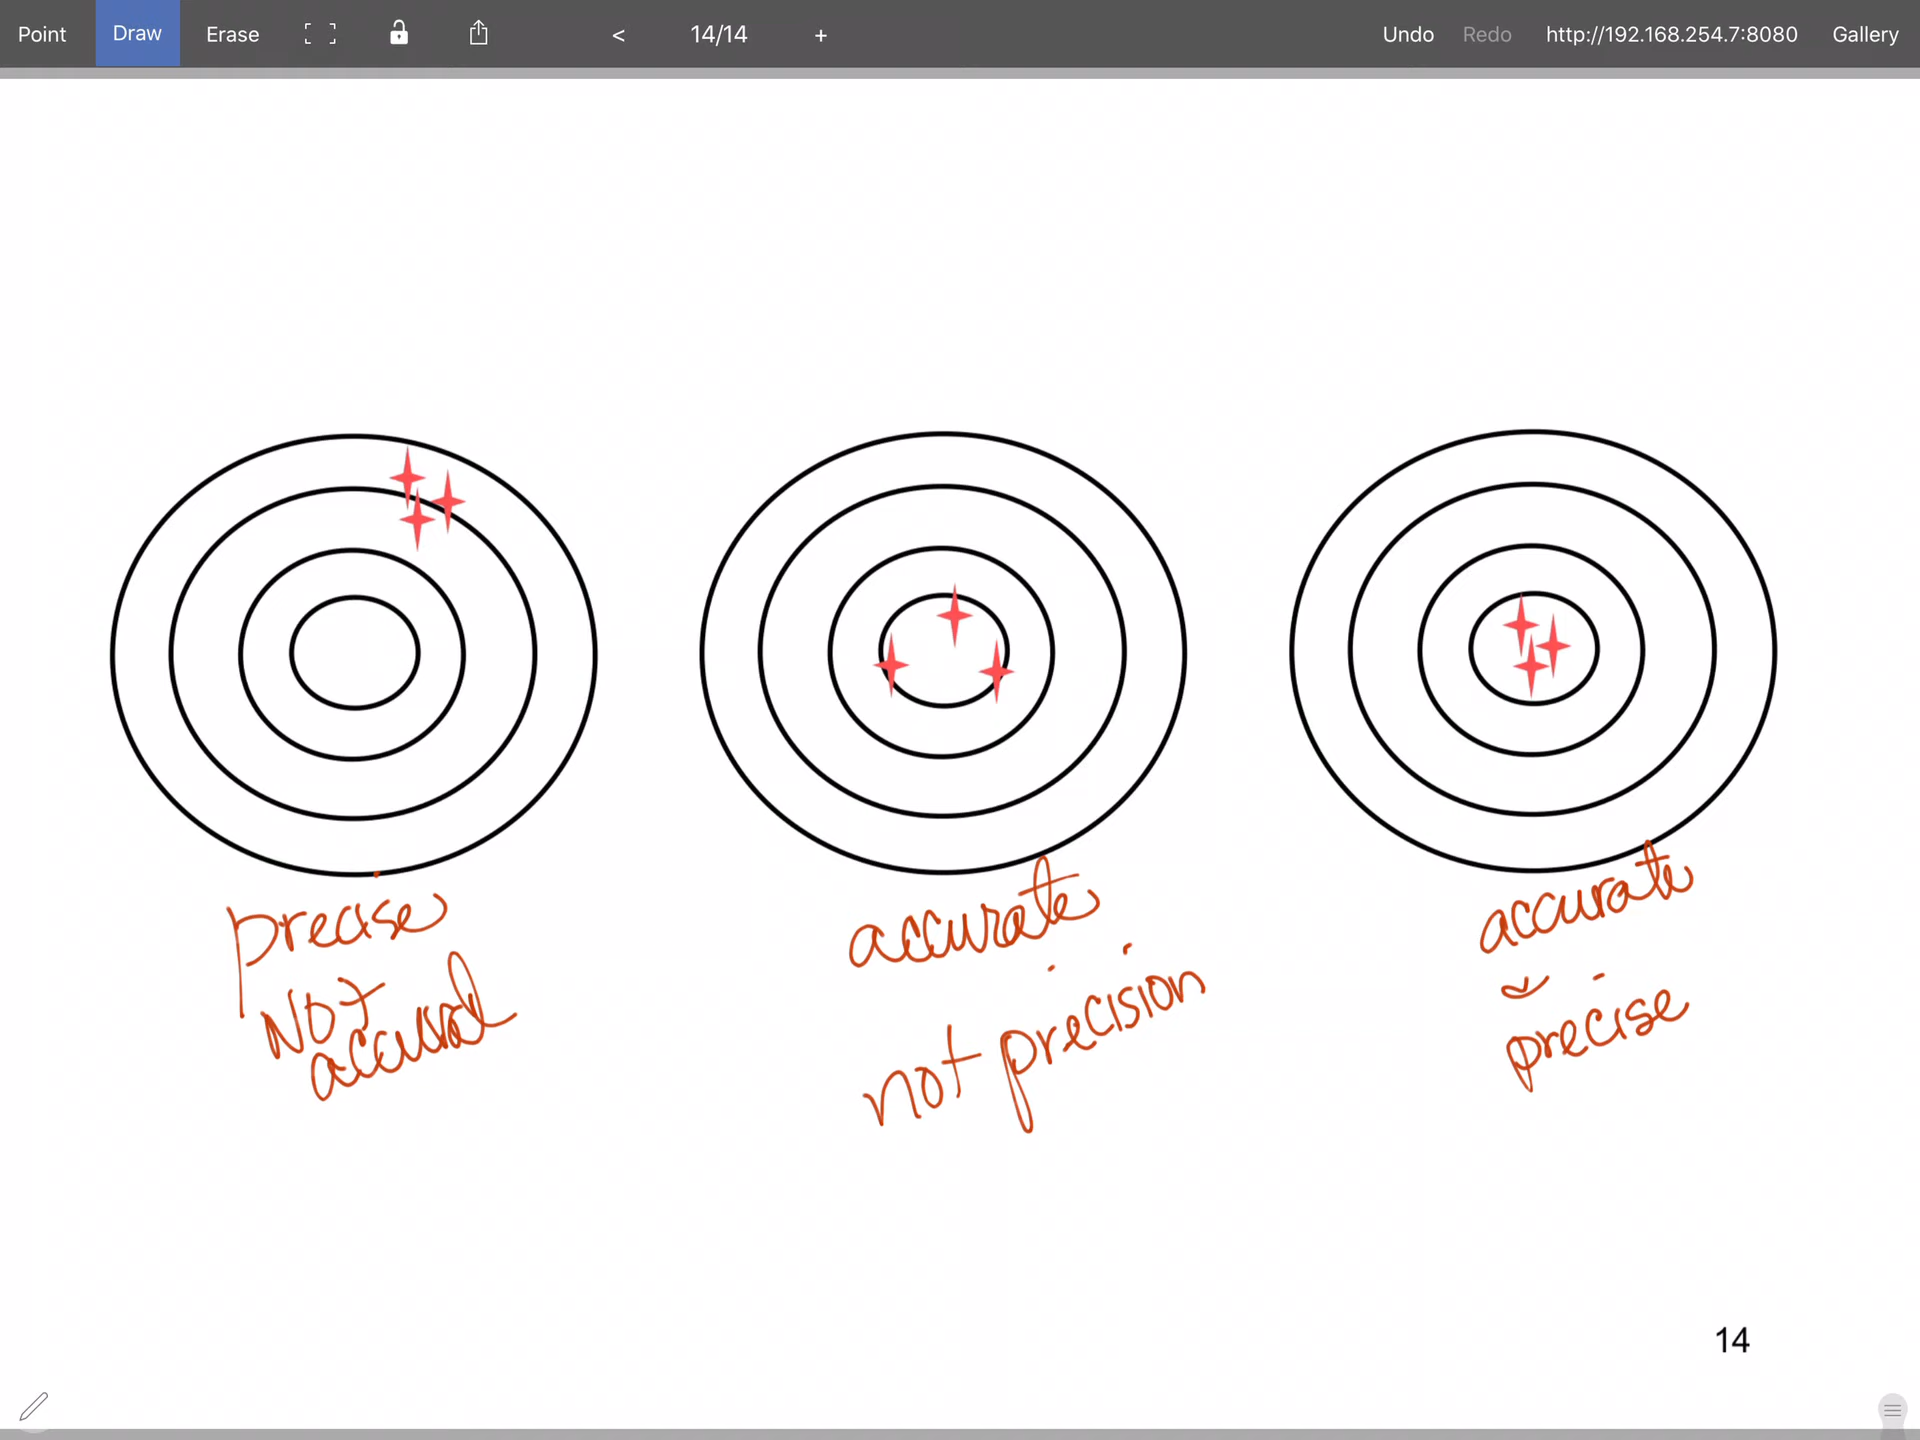 Point Draw Erase < 14/14 + Undo Redo http://192.168.254.7:8080 Gallery
precise
Not
accurate
accurate
not precision
accurate
precise
14